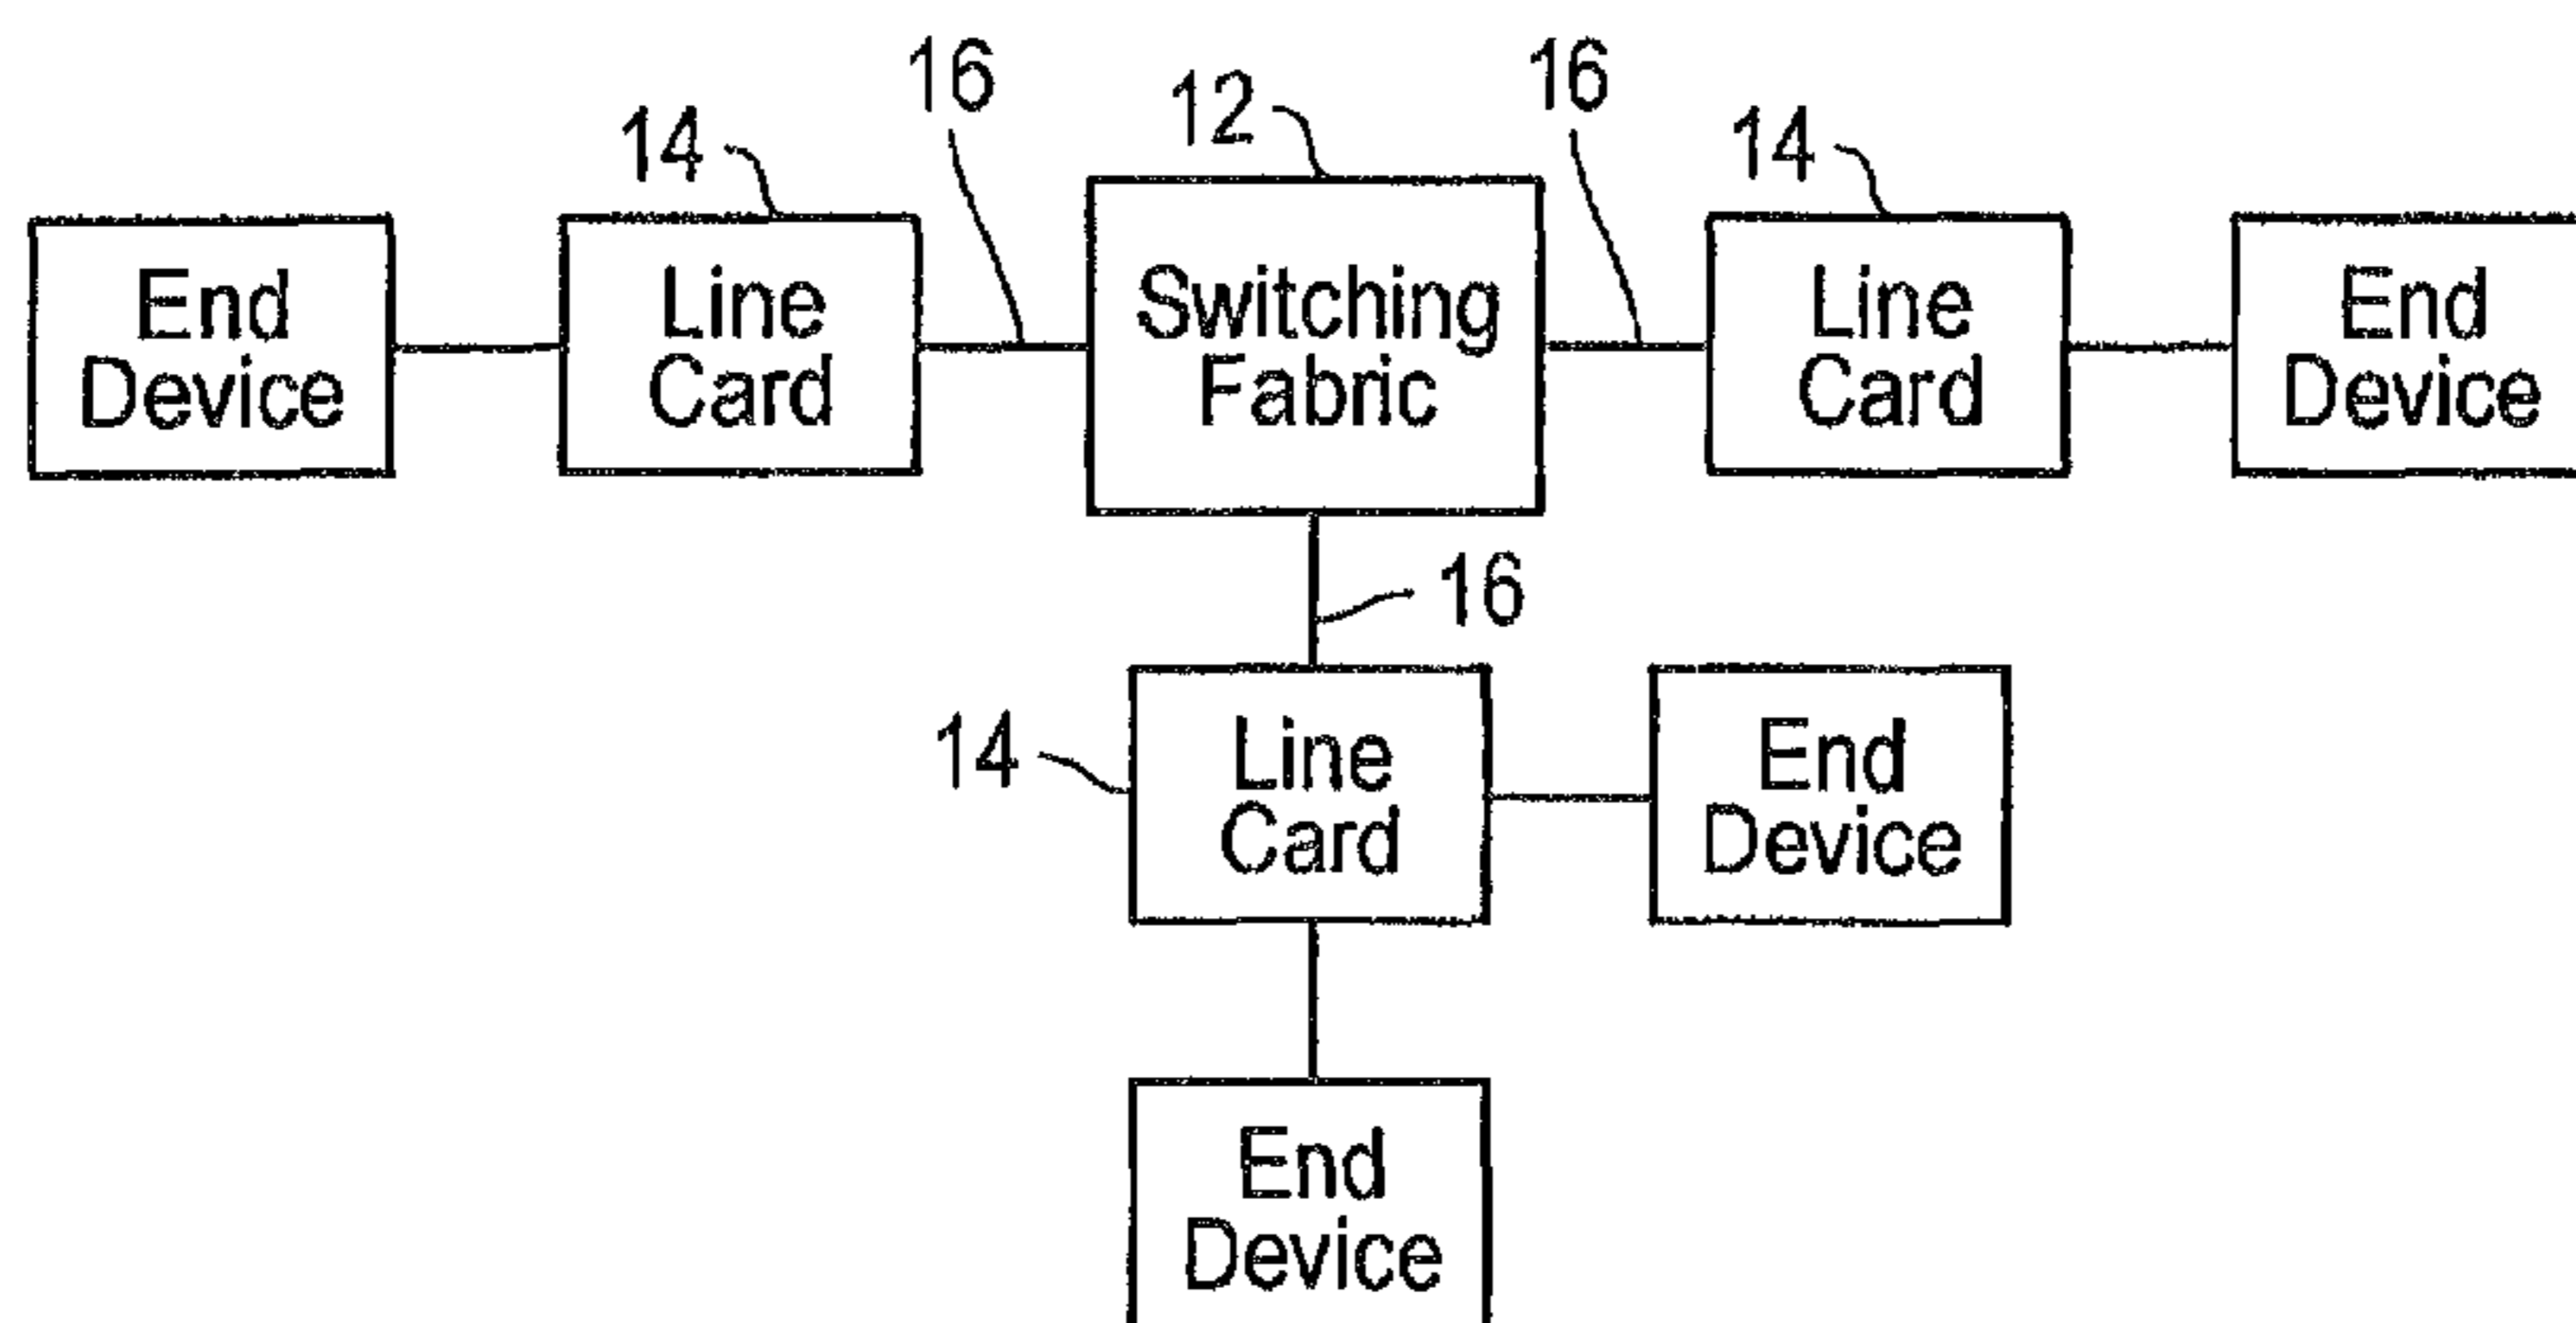 16
12
16
14
14
End
Device
Line
Card
Switching
Fabric
Line
Card
End
Device
16
14
Line
Card
End
Device
End
Device